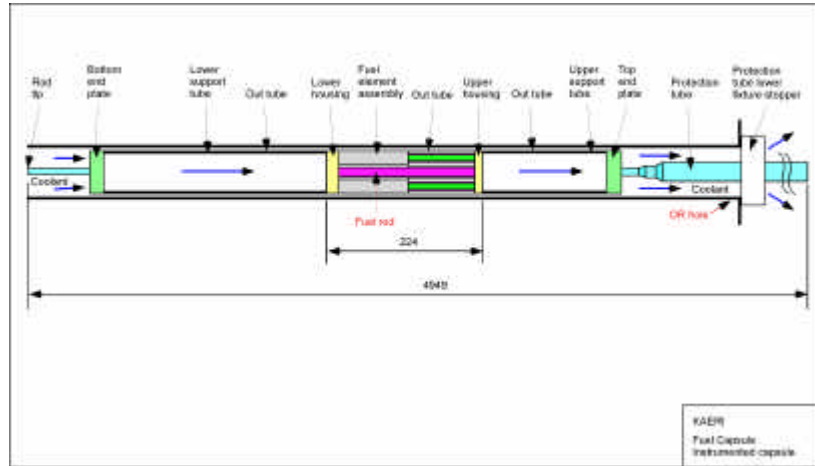 Rod
tip
Bottom
end
plate
Lower
support
tube
Out tube
Lower
housing
Fuel
element
assembly
Out tube
Upper
housing
Out tube
Upper
support
tube
Top
end
plate
Protection
tube
Protection
tube lower
fixture stopper
Coolant
Coolant
Fuel rod
OR hole
224
4949
KAERI
Fuel Capsule
Instrumented capsule